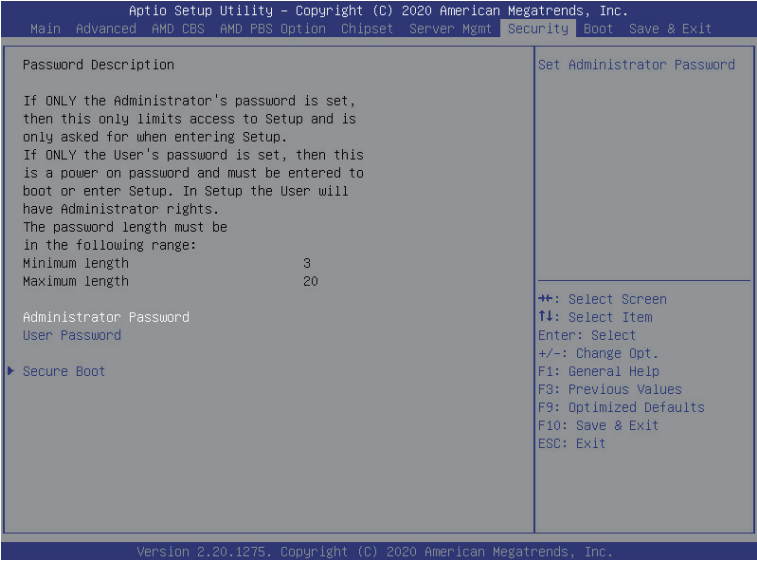 Aptio Setup Utility – Copyright (C) 2020 American Megatrends, Inc.
Main Advanced AMD CBS AMD PBS Option Chipset Server Mgmt Security Boot Save & Exit
Password Description
If ONLY the Administrator's password is set,
then this only limits access to Setup and is
only asked for when entering Setup.
If ONLY the User's password is set, then this
is a power on password and must be entered to
boot or enter Setup. In Setup the User will
have Administrator rights.
The password length must be
in the following range:
Minimum length 3
Maximum length 20
Administrator Password
User Password
Secure Boot
Set Administrator Password
→←: Select Screen
↑↓: Select Item
Enter: Select
+/-: Change Opt.
F1: General Help
F3: Previous Values
F9: Optimized Defaults
F10: Save & Exit
ESC: Exit
Version 2.20.1275. Copyright (C) 2020 American Megatrends, Inc.